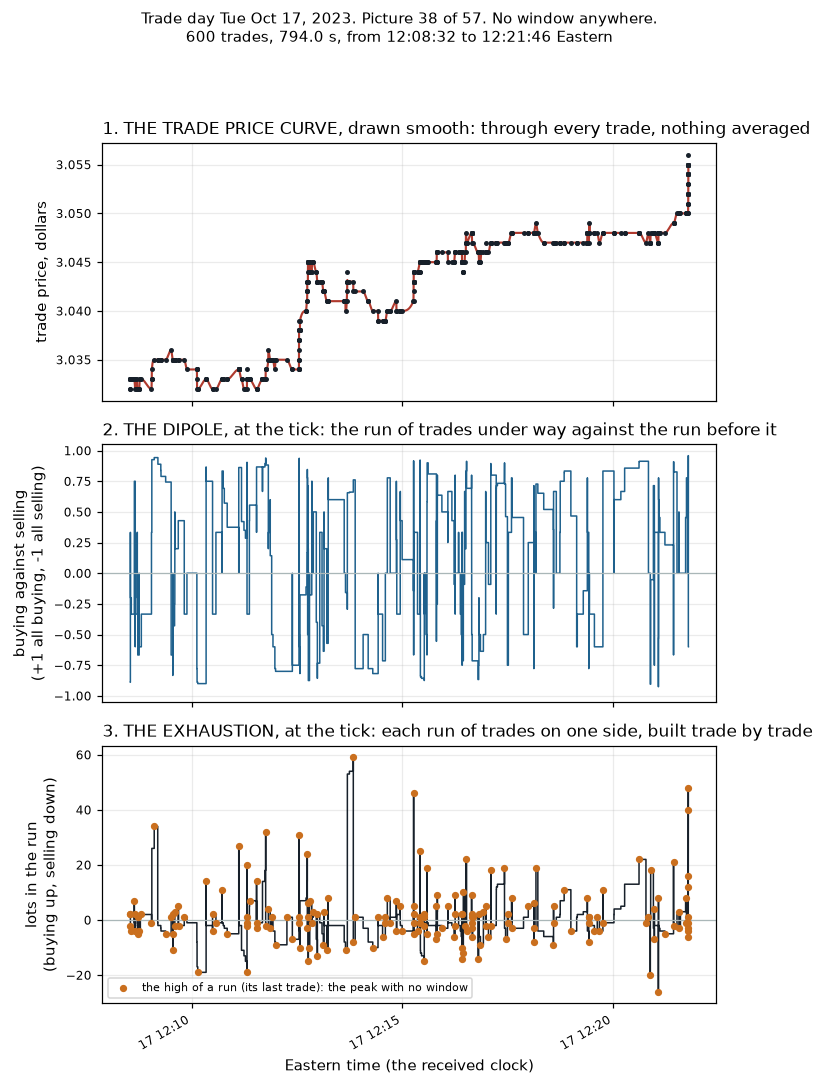 Trade day Tue Oct 17, 2023. Picture 38 of 57. No window anywhere.
600 trades, 794.0 s, from 12:08:32 to 12:21:46 Eastern
1. THE TRADE PRICE CURVE, drawn smooth: through every trade, nothing averaged
trade price, dollars
3.055
3.050
3.045
3.040
3.035
2. THE DIPOLE, at the tick: the run of trades under way against the run before it
buying against selling
(+1 all buying, -1 all selling)
1.00
0.75
0.50
0.25
0.00
−0.25
−0.50
−0.75
−1.00
3. THE EXHAUSTION, at the tick: each run of trades on one side, built trade by trade
lots in the run
(buying up, selling down)
60
40
20
0
−20
the high of a run (its last trade): the peak with no window
17 12:10
17 12:15
17 12:20
Eastern time (the received clock)